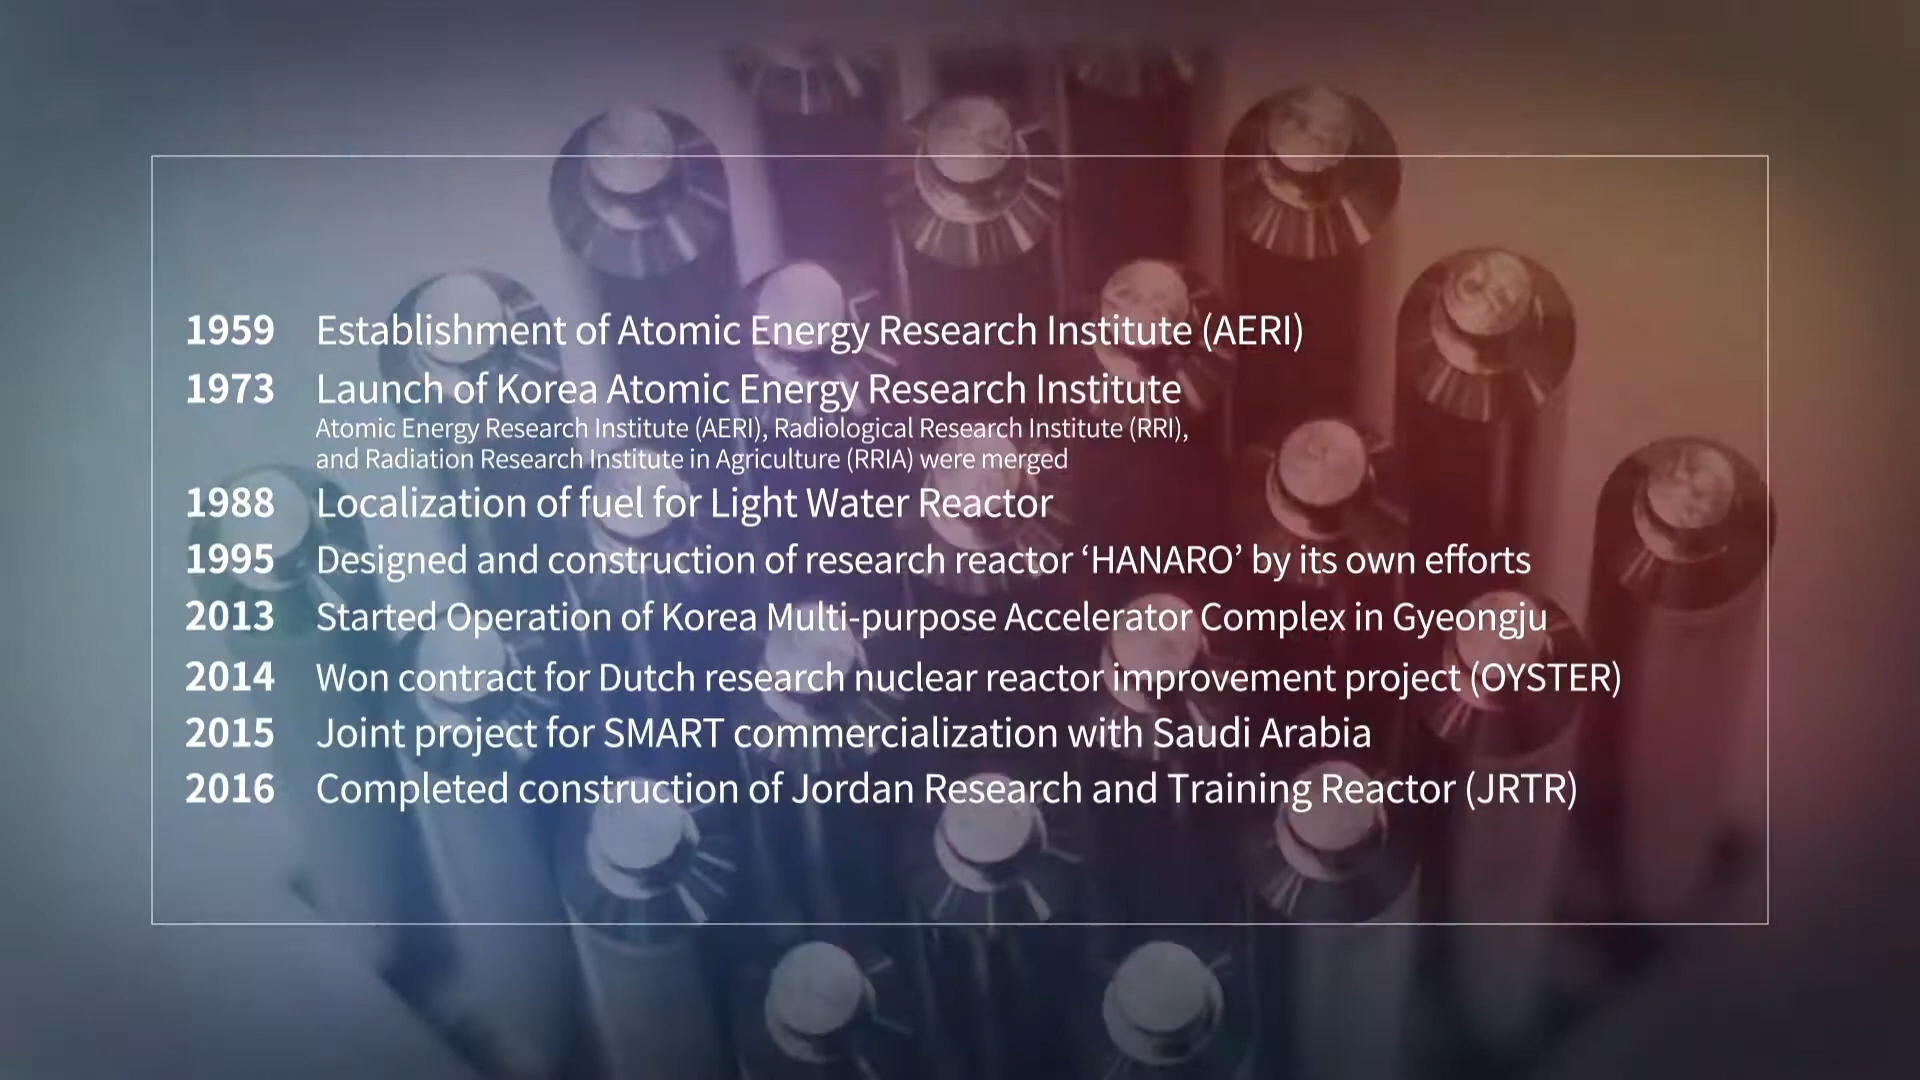 1959 Establishment of Atomic Energy Research Institute (AERI)
1973 Launch of Korea Atomic Energy Research Institute
Atomic Energy Research Institute (AERI), Radiological Research Institute (RRI),
and Radiation Research Institute in Agriculture (RRIA) were merged
1988 Localization of fuel for Light Water Reactor
1995 Designed and construction of research reactor ‘HANARO’ by its own efforts
2013 Started Operation of Korea Multi-purpose Accelerator Complex in Gyeongju
2014 Won contract for Dutch research nuclear reactor improvement project (OYSTER)
2015 Joint project for SMART commercialization with Saudi Arabia
2016 Completed construction of Jordan Research and Training Reactor (JRTR)